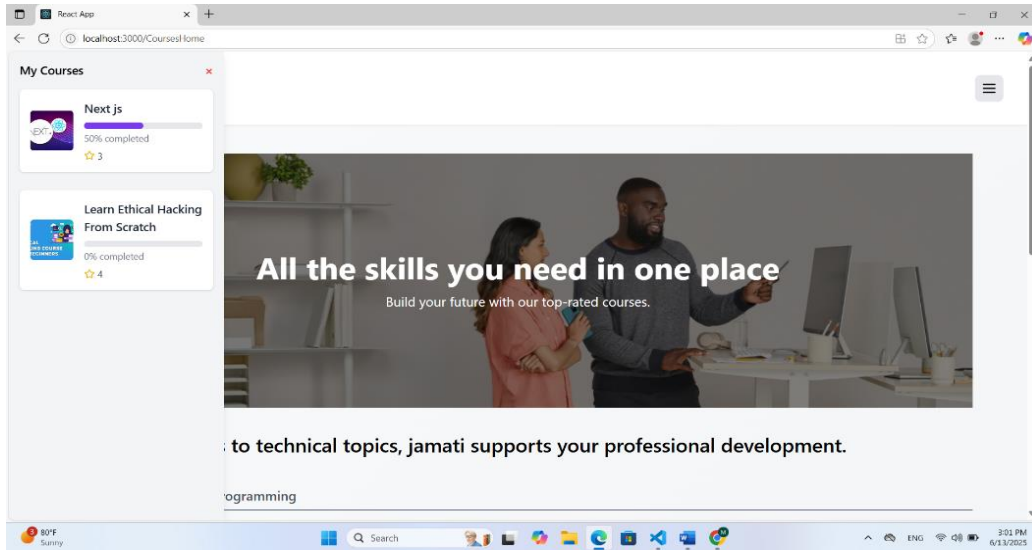 React App
localhost:3000/CoursesHome
My Courses
Next js
50% completed
3
Learn Ethical Hacking
From Scratch
0% completed
4
All the skills you need in one place
Build your future with our top-rated courses.
to technical topics, jamati supports your professional development.
ogramming
80°F
Sunny
Search
ENG
3:01 PM
6/13/2025